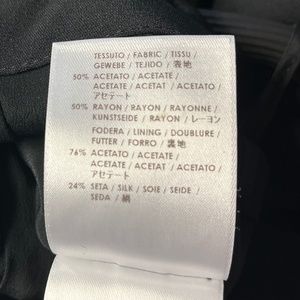 TESSUTO / FABRIC / TISSU /
GEWEBE / TEJIDO / 表地
50% ACETATO / ACETATE /
ACETATE / ACETAT / ACETATO
/ アセテート
50% RAYON / RAYON / RAYONNE /
KUNSTSEIDE / RAYON / レーヨン
FODERA / LINING / DOUBLURE /
FUTTER / FORRO / 裏地
76% ACETATO / ACETATE /
ACETATE / ACETAT / ACETATO /
アセテート
24% SETA / SILK / SOIE / SEIDE /
SEDA / 絹